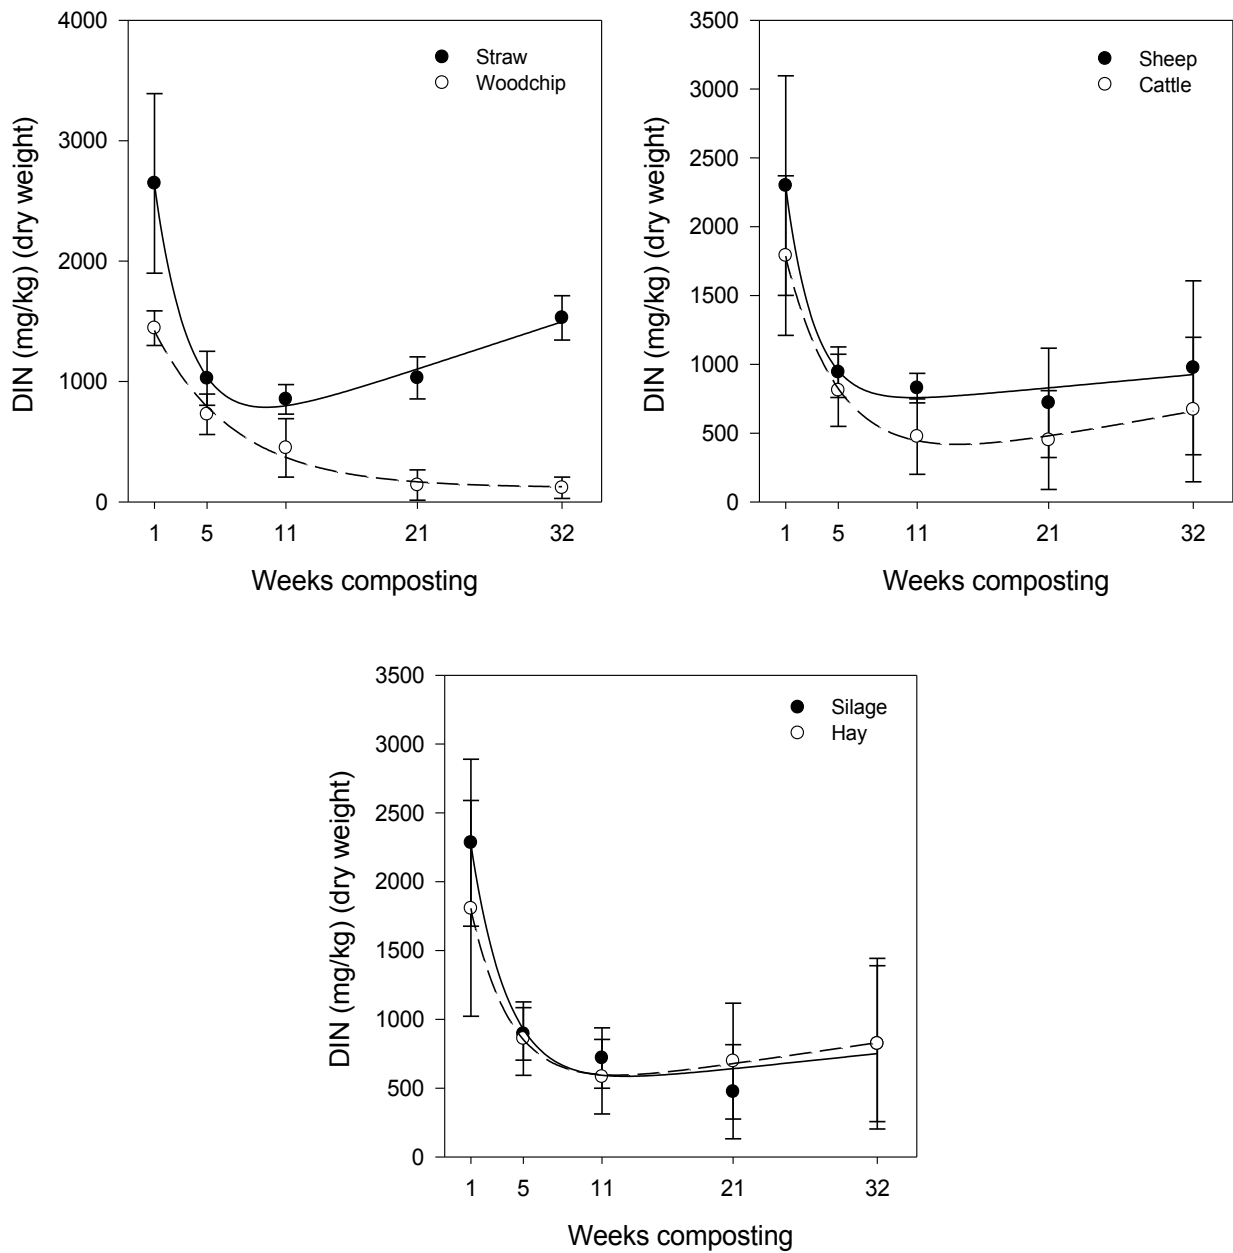 4000
3000
2000
1000
0
DIN (mg/kg) (dry weight)
Straw
Woodchip
1 5 11 21 32
Weeks composting
3500
3000
2500
2000
1500
1000
500
0
DIN (mg/kg) (dry weight)
Sheep
Cattle
1 5 11 21 32
Weeks composting
3500
3000
2500
2000
1500
1000
500
0
DIN (mg/kg) (dry weight)
Silage
Hay
1 5 11 21 32
Weeks composting